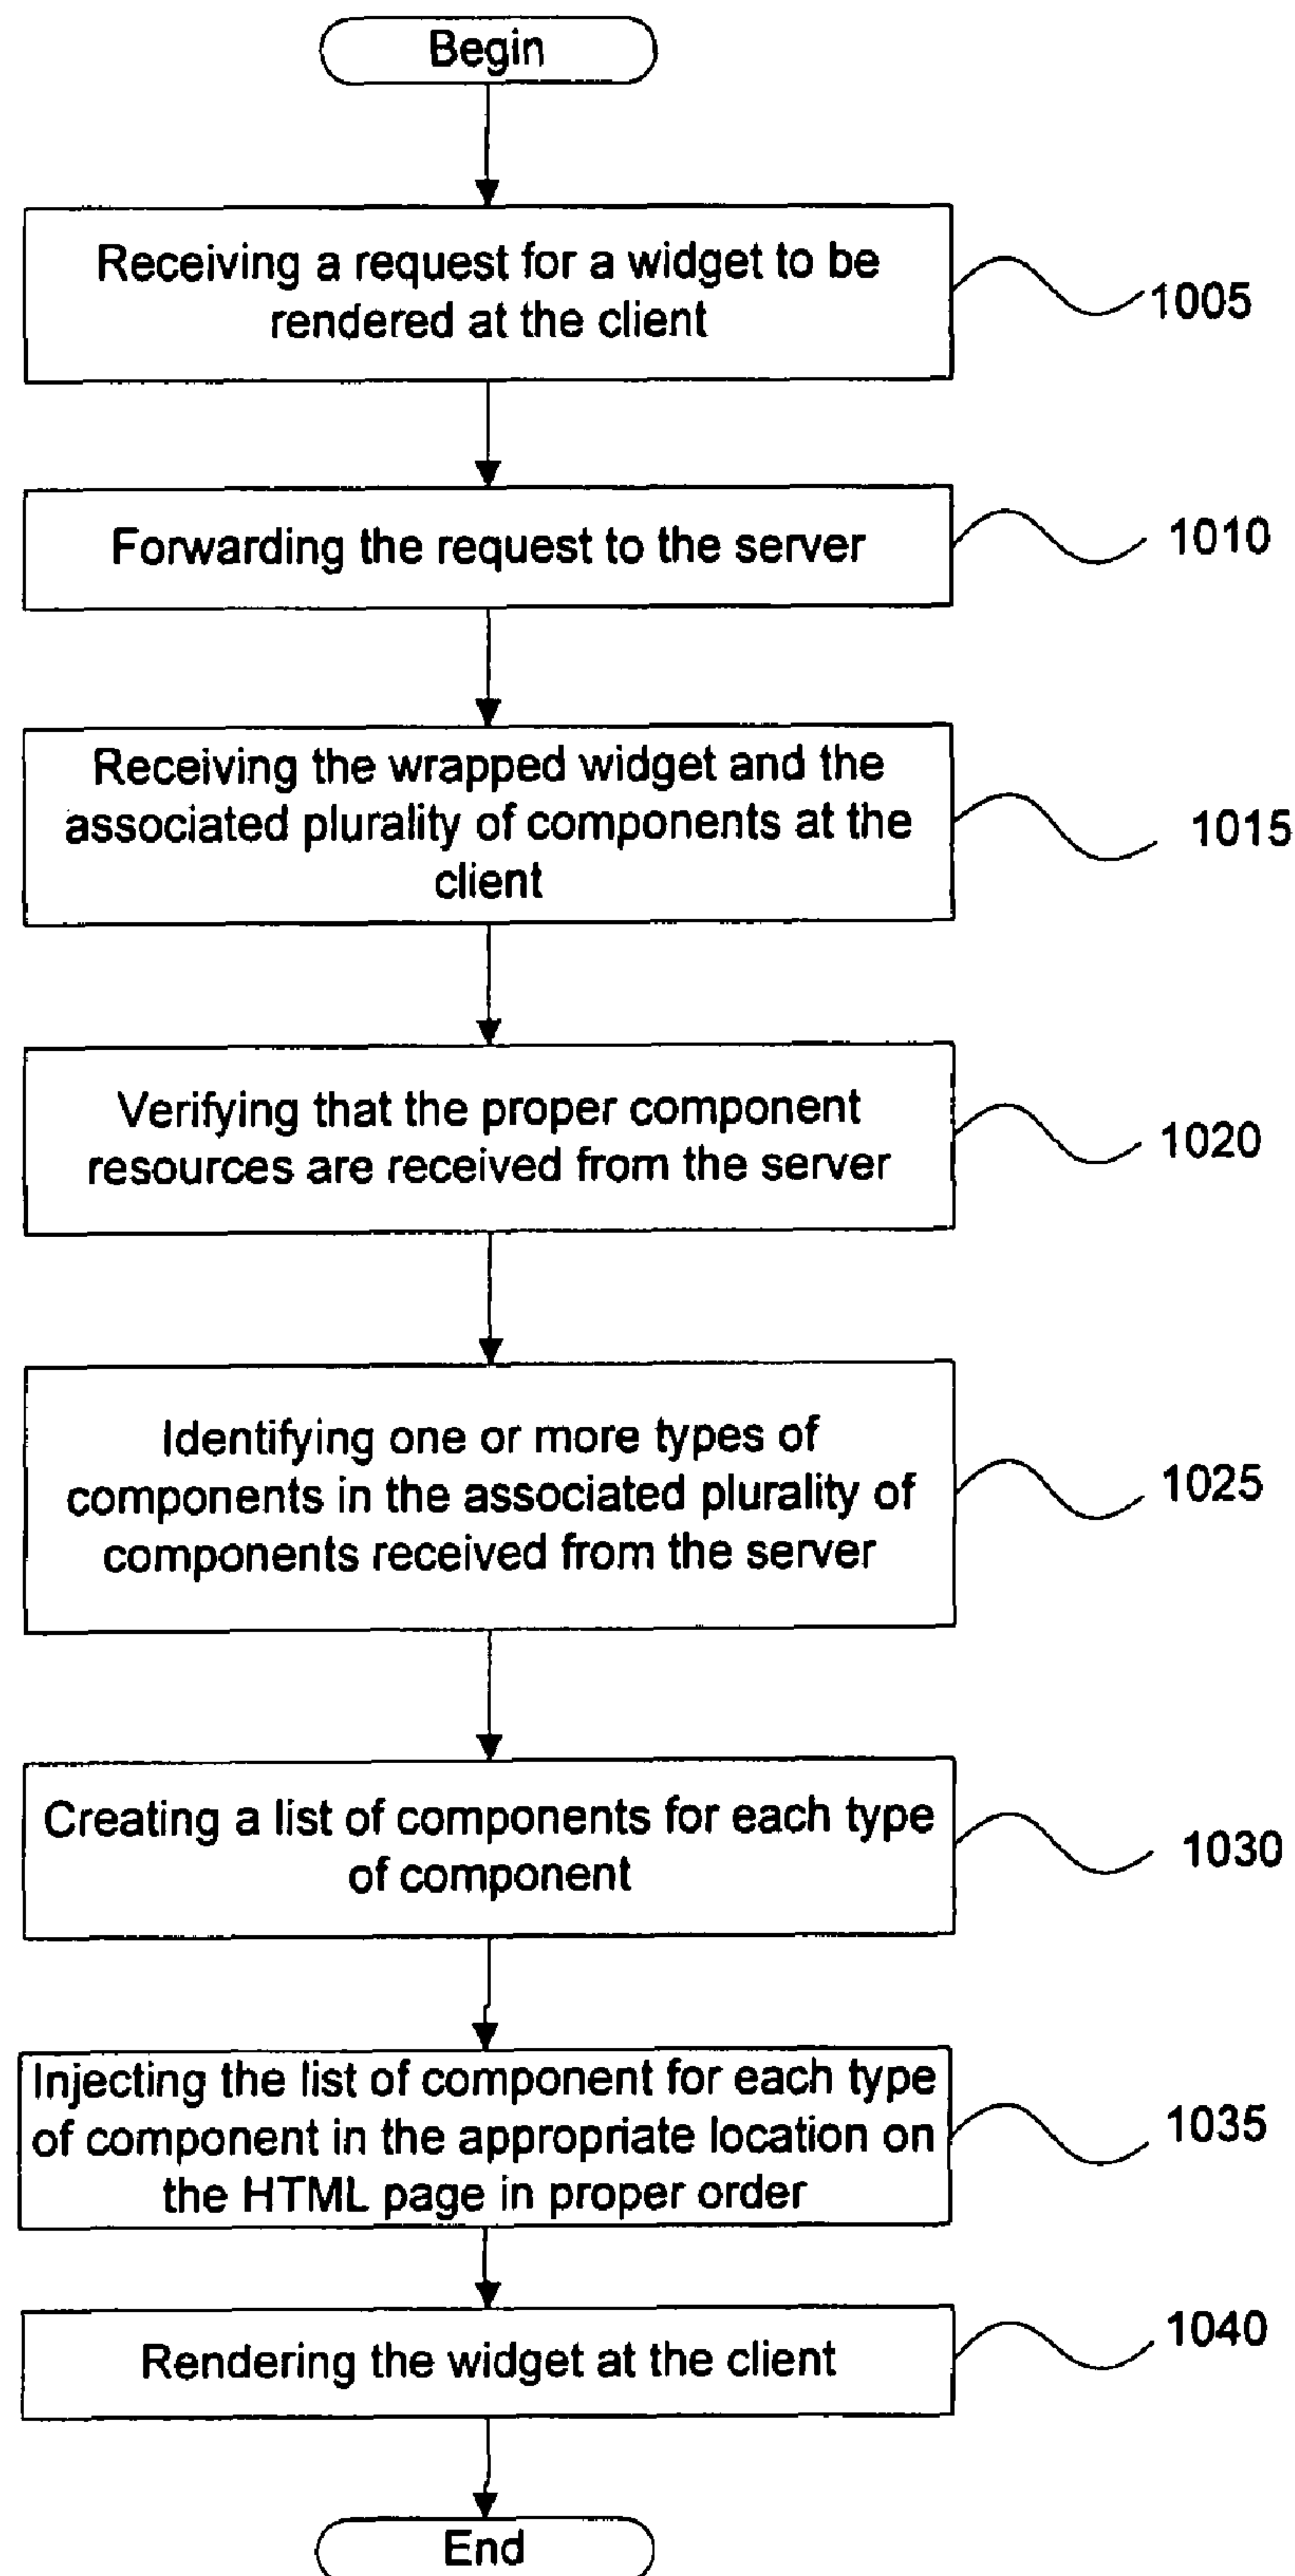 Begin
Receiving a request for a widget to be
rendered at the client
1005
Forwarding the request to the server
1010
Receiving the wrapped widget and the
associated plurality of components at the
client
1015
Verifying that the proper component
resources are received from the server
1020
Identifying one or more types of
components in the associated plurality of
components received from the server
1025
Creating a list of components for each type
of component
1030
Injecting the list of component for each type
of component in the appropriate location on
the HTML page in proper order
1035
Rendering the widget at the client
1040
End